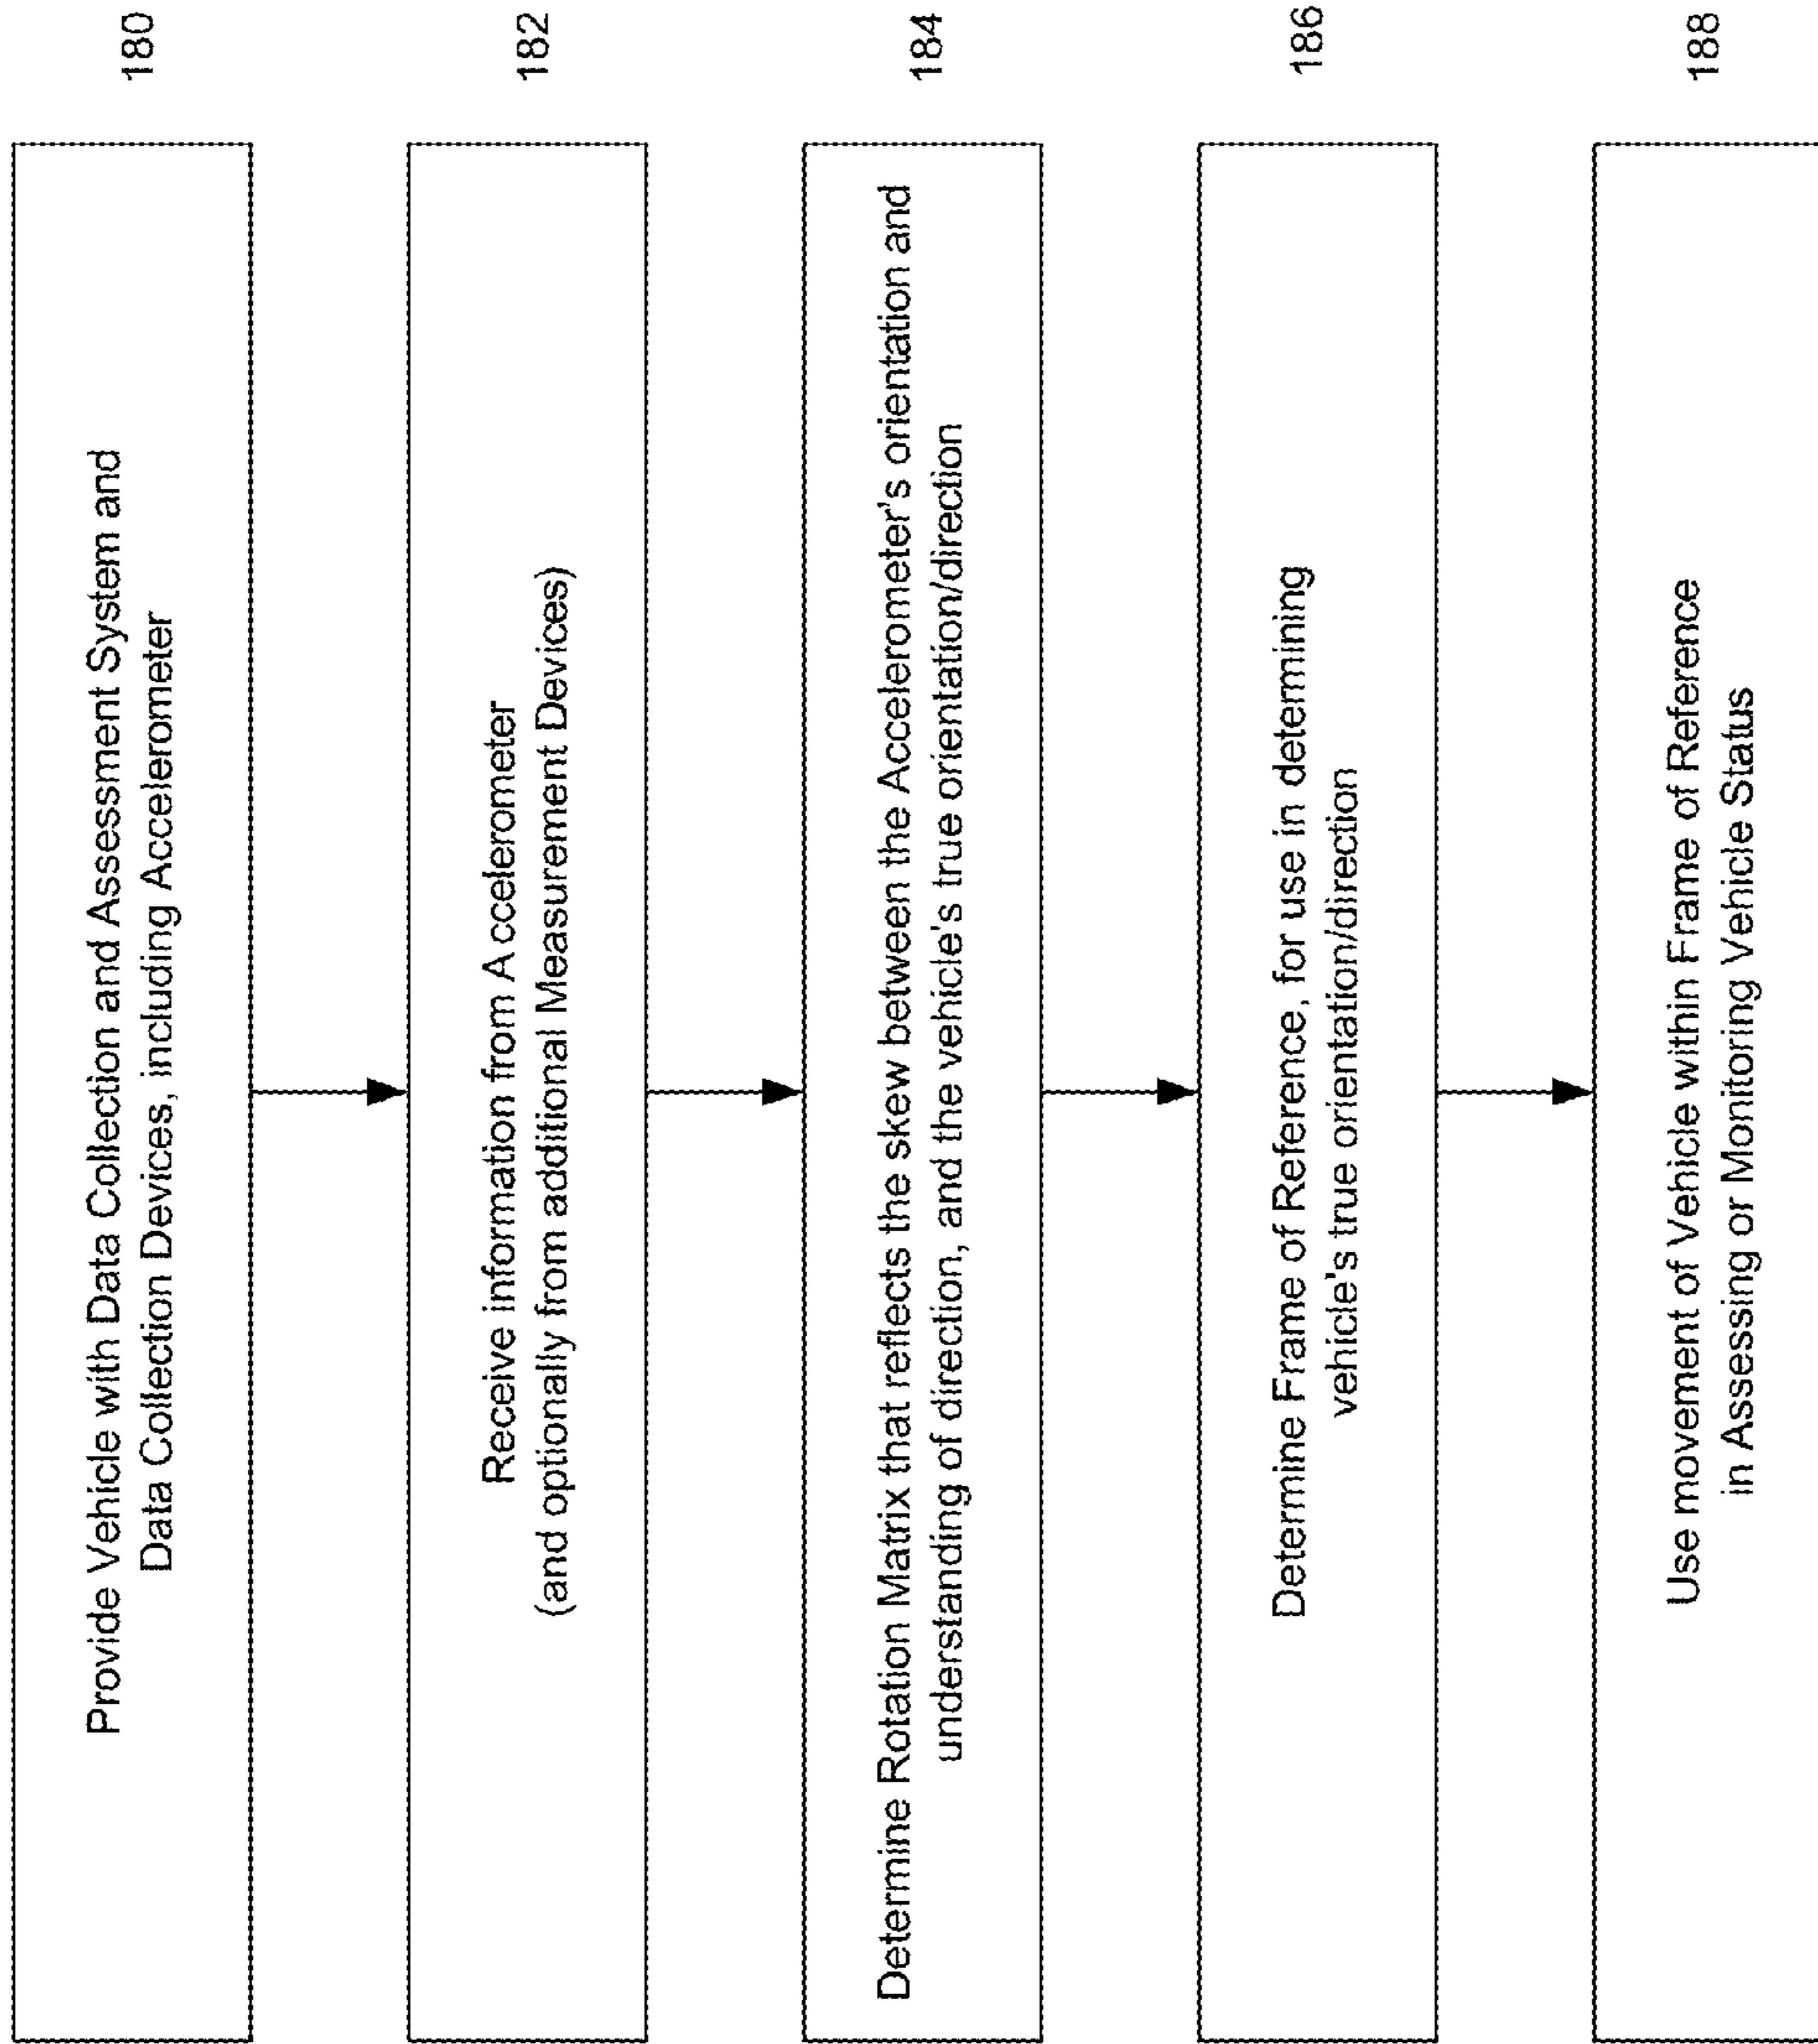 Provide Vehicle with Data Collection and Assessment System and
Data Collection Devices, including Accelerometer
180
Receive information from A ccelerometer
(and optionally from additional Measurement Devices)
182
Determine Rotation Matrix that reflects the skew between the Accelerometer's orientation and
understanding of direction, and the vehicle's true orientation/direction
184
Determine Frame of Reference, for use in determining
vehicle's true orientation/direction
186
Use movement of Vehicle within Frame of Reference
in Assessing or Monitoring Vehicle Status
188